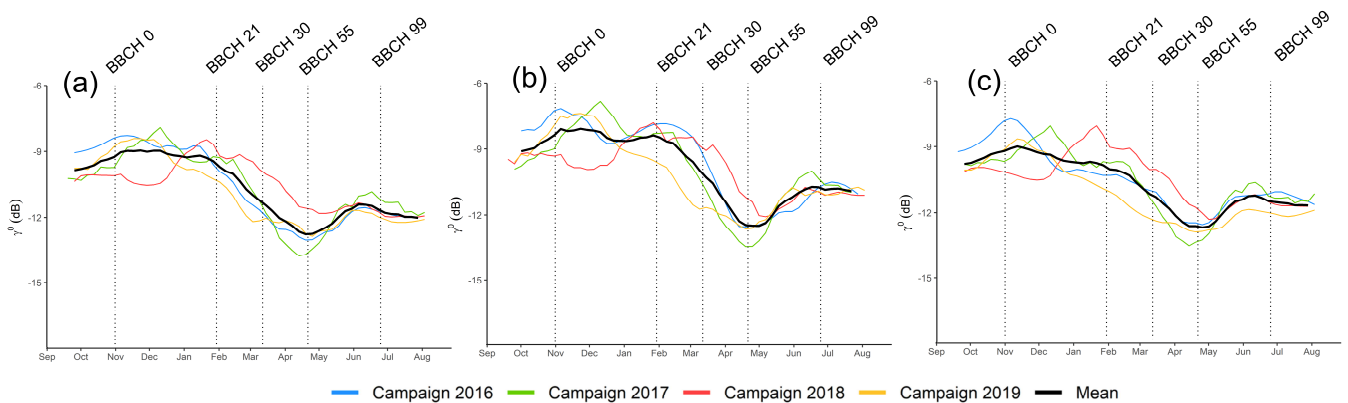 BBCH 0 BBCH 21 BBCH 30 BBCH 55 BBCH 99
(a)
-6
-9
-12
-15
γ⁰ (dB)
Sep Oct Nov Dec Jan Feb Mar Apr May Jun Jul Aug
BBCH 0 BBCH 21 BBCH 30 BBCH 55 BBCH 99
(b)
-6
-9
-12
-15
γ⁰ (dB)
Sep Oct Nov Dec Jan Feb Mar Apr May Jun Jul Aug
BBCH 0 BBCH 21 BBCH 30 BBCH 55 BBCH 99
(c)
-6
-9
-12
-15
γ⁰ (dB)
Sep Oct Nov Dec Jan Feb Mar Apr May Jun Jul Aug
Campaign 2016 Campaign 2017 Campaign 2018 Campaign 2019 Mean